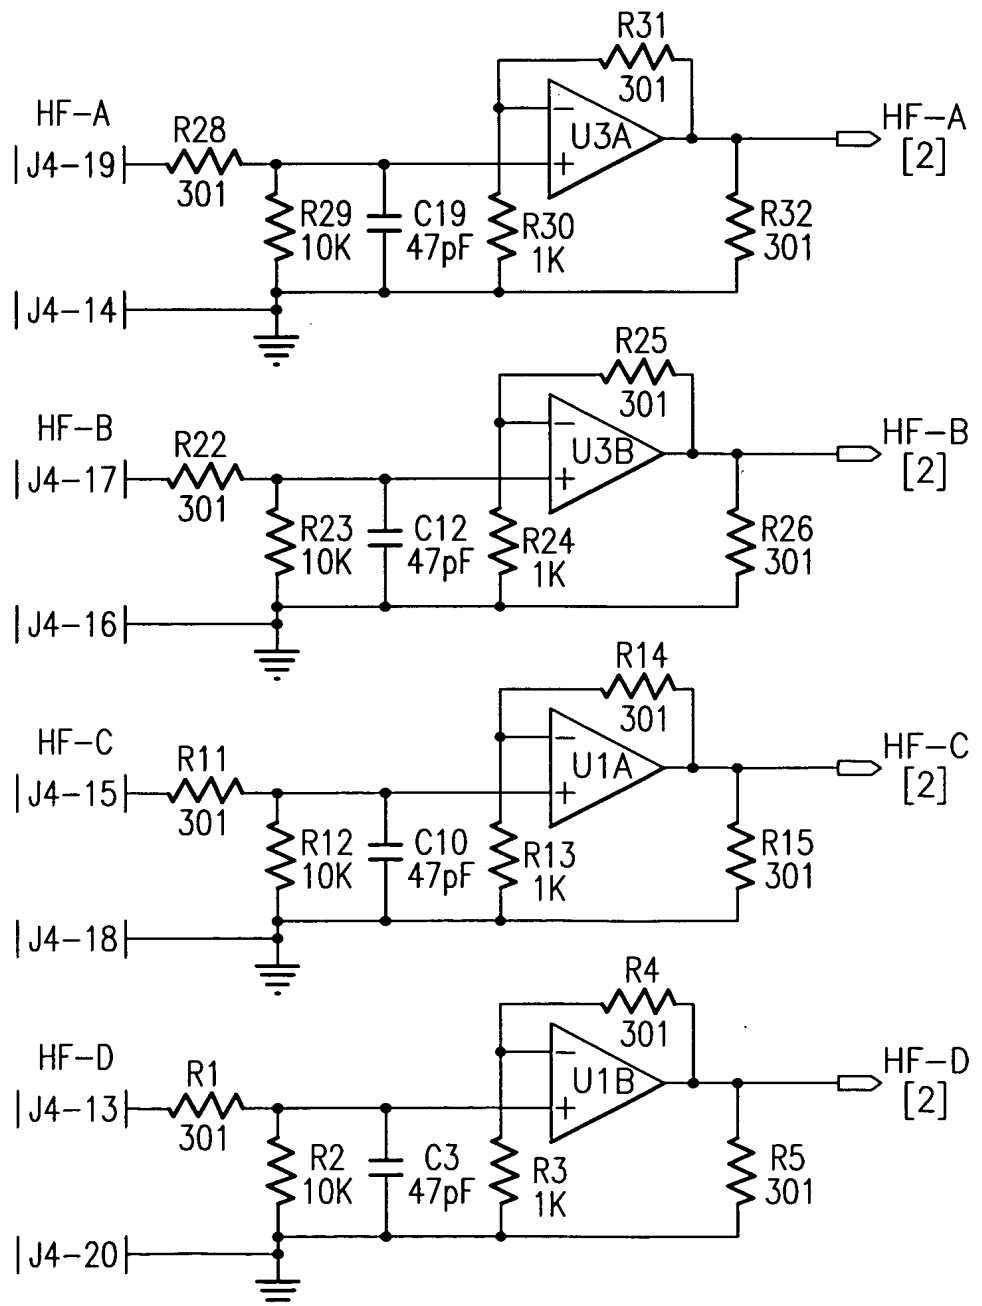 R31
301
HF-A
J4-19
R28
301
U3A
HF-A
[2]
R29
10K
C19
47pF
R30
1K
R32
301
J4-14
R25
301
HF-B
J4-17
R22
301
U3B
HF-B
[2]
R23
10K
C12
47pF
R24
1K
R26
301
J4-16
R14
301
HF-C
J4-15
R11
301
U1A
HF-C
[2]
R12
10K
C10
47pF
R13
1K
R15
301
J4-18
R4
301
HF-D
J4-13
R1
301
U1B
HF-D
[2]
R2
10K
C3
47pF
R3
1K
R5
301
J4-20